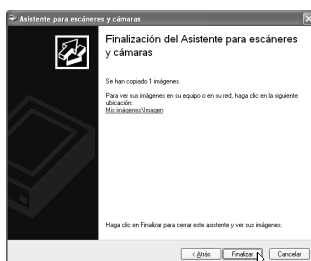 Asistente para escáneres y cámaras
Finalización del Asistente para escáneres
y cámaras
Se han copiado 1 imágenes.
Para ver sus imágenes en su equipo o en su red, haga clic en la siguiente
ubicación:
Mis imágenes\Imagen
Haga clic en Finalizar para cerrar este asistente y ver sus imágenes.
< Atrás Finalizar Cancelar